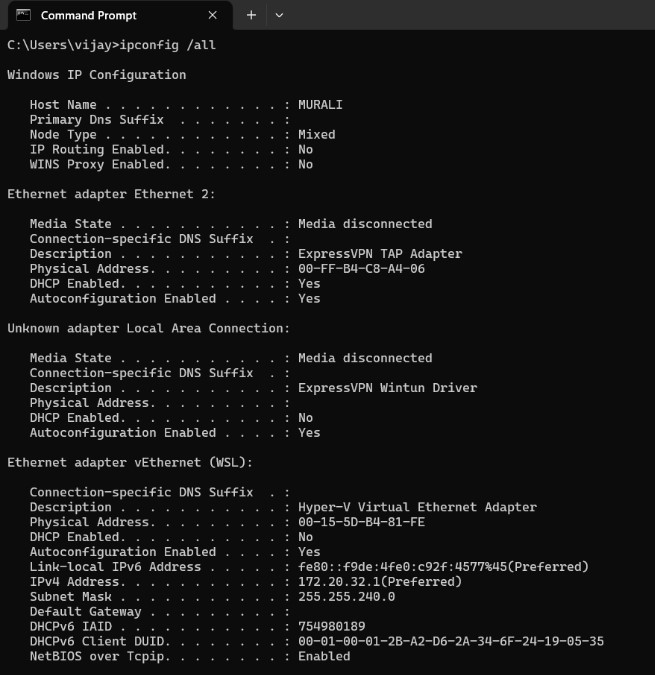 Command Prompt
C:\Users\vijay>ipconfig /all
Windows IP Configuration
Host Name . . . . . . . . . . . . : MURALI
Primary Dns Suffix  . . . . . . . :
Node Type . . . . . . . . . . . . : Mixed
IP Routing Enabled. . . . . . . . : No
WINS Proxy Enabled. . . . . . . . : No
Ethernet adapter Ethernet 2:
Media State . . . . . . . . . . . : Media disconnected
Connection-specific DNS Suffix  . :
Description . . . . . . . . . . . : ExpressVPN TAP Adapter
Physical Address. . . . . . . . . : 00-FF-B4-C8-A4-06
DHCP Enabled. . . . . . . . . . . : Yes
Autoconfiguration Enabled . . . . : Yes
Unknown adapter Local Area Connection:
Media State . . . . . . . . . . . : Media disconnected
Connection-specific DNS Suffix  . :
Description . . . . . . . . . . . : ExpressVPN Wintun Driver
Physical Address. . . . . . . . . :
DHCP Enabled. . . . . . . . . . . : No
Autoconfiguration Enabled . . . . : Yes
Ethernet adapter vEthernet (WSL):
Connection-specific DNS Suffix  . :
Description . . . . . . . . . . . : Hyper-V Virtual Ethernet Adapter
Physical Address. . . . . . . . . : 00-15-5D-B4-81-FE
DHCP Enabled. . . . . . . . . . . : No
Autoconfiguration Enabled . . . . : Yes
Link-local IPv6 Address . . . . . : fe80::f9de:4fe0:c92f:4577%45(Preferred)
IPv4 Address. . . . . . . . . . . : 172.20.32.1(Preferred)
Subnet Mask . . . . . . . . . . . : 255.255.240.0
Default Gateway . . . . . . . . . :
DHCPv6 IAID . . . . . . . . . . . : 754980189
DHCPv6 Client DUID. . . . . . . . : 00-01-00-01-2B-A2-D6-2A-34-6F-24-19-05-35
NetBIOS over Tcpip. . . . . . . . : Enabled